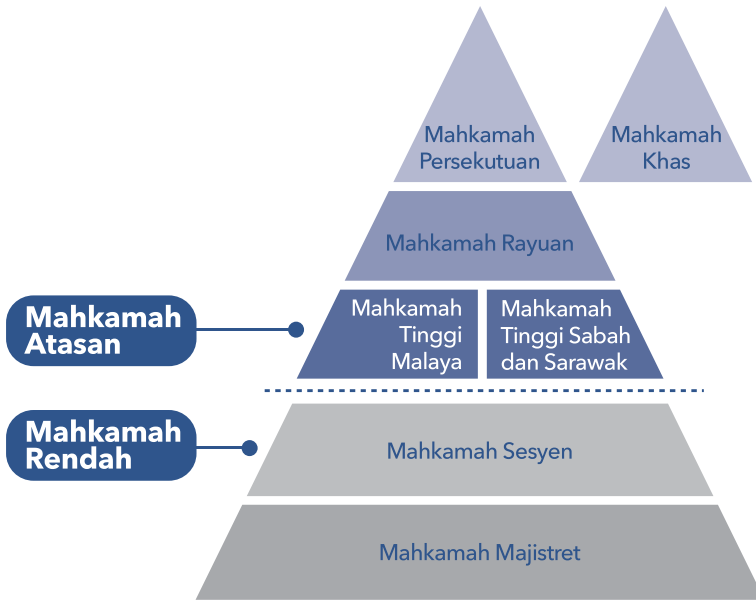 Mahkamah
Persekutuan
Mahkamah
Khas
Mahkamah Rayuan
Mahkamah
Atasan
Mahkamah
Tinggi
Malaya
Mahkamah
Tinggi Sabah
dan Sarawak
Mahkamah
Rendah
Mahkamah Sesyen
Mahkamah Majistret